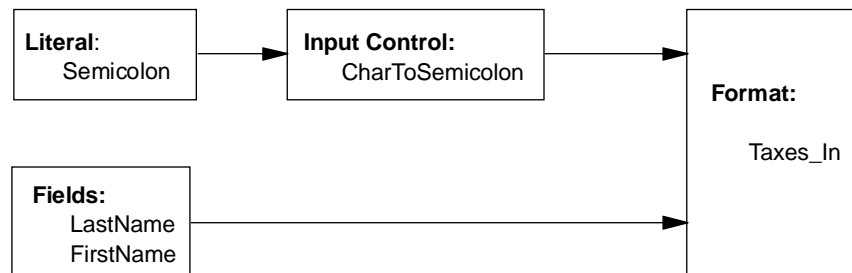 Literal:
Semicolon
Input Control:
CharToSemicolon
Format:
Taxes_In
Fields:
LastName
FirstName